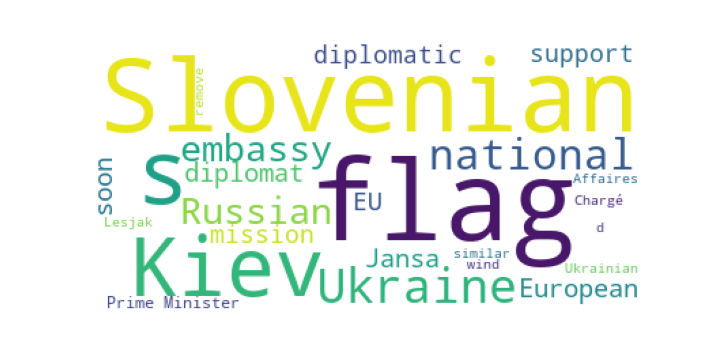 diplomatic
support
Slovenian
remove
embassy
national
s
diplomat
soon
flag
EU
Affaires
Russian
Chargé
Lesjak
mission
d
Kiev
Jansa
similar
wind
Ukrainian
Ukraine
European
Prime Minister